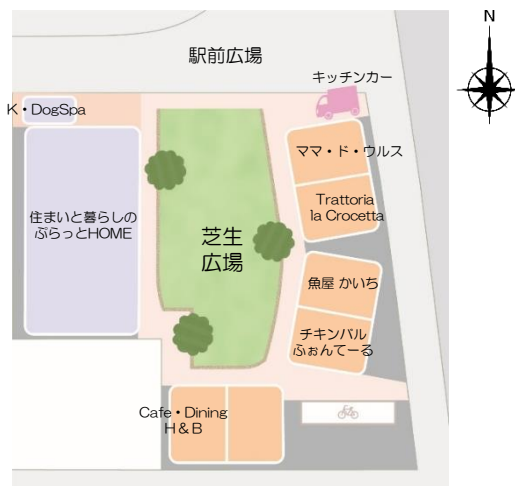 N
駅前広場
キッチンカー
K・DogSpa
ママ・ド・ウルス
Trattoria
la Crocetta
住まいと暮らしの
ぷらっとHOME
芝生
広場
魚屋 かいち
チキンバル
ふぉんてーる
Cafe・Dining
H&B